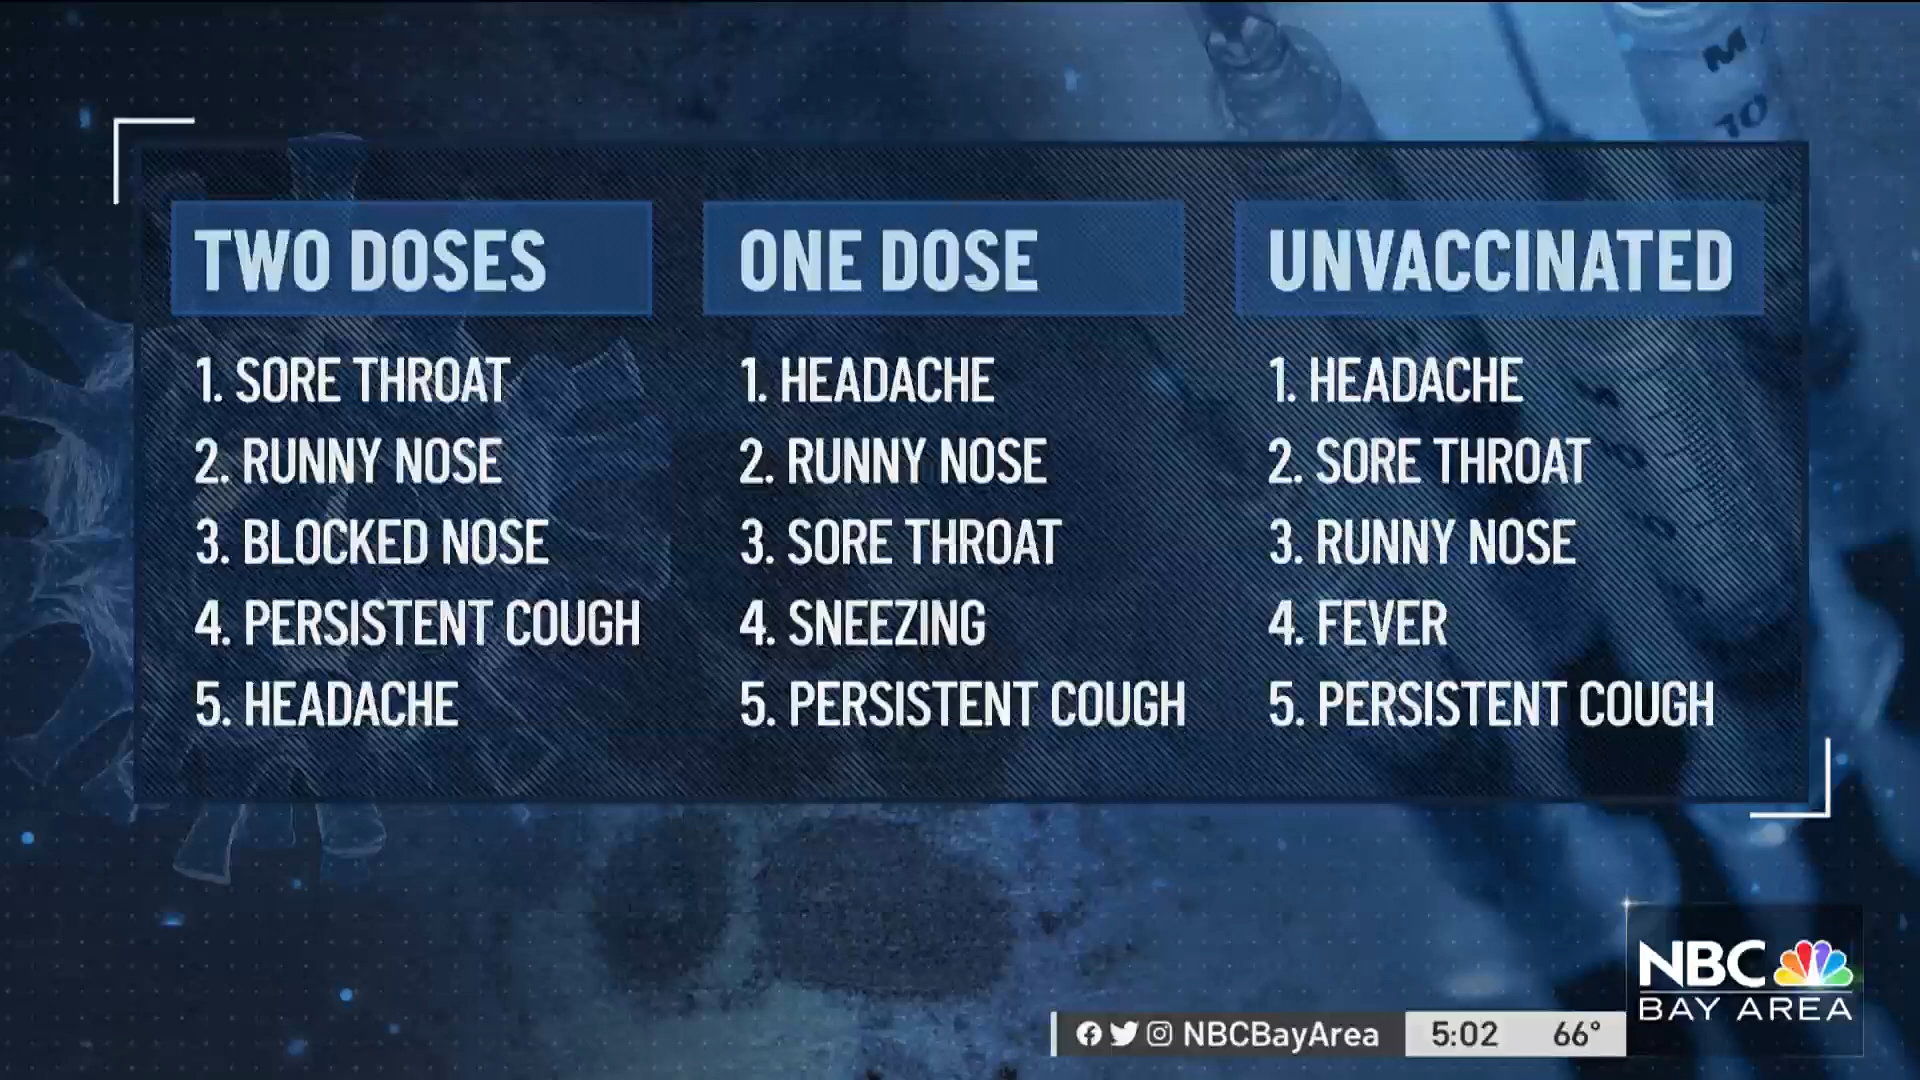 M
10
TWO DOSES
1. SORE THROAT
2. RUNNY NOSE
3. BLOCKED NOSE
4. PERSISTENT COUGH
5. HEADACHE
ONE DOSE
1. HEADACHE
2. RUNNY NOSE
3. SORE THROAT
4. SNEEZING
5. PERSISTENT COUGH
UNVACCINATED
1. HEADACHE
2. SORE THROAT
3. RUNNY NOSE
4. FEVER
5. PERSISTENT COUGH
NBC
BAY AREA
NBCBayArea
5:02
66°